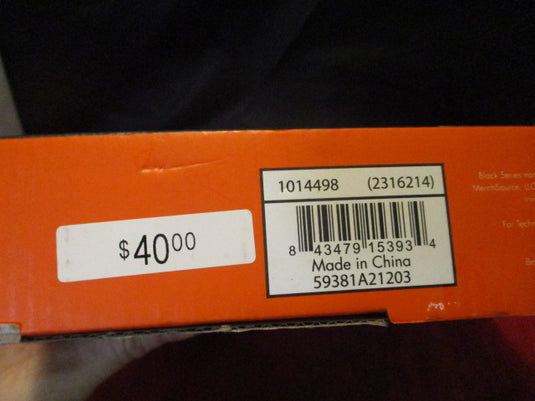 1014498 (2316214)
$40.00
8 43479 15393 4
Made in China
59381A21203
Black Series
MerchSource, LLC
For Tech